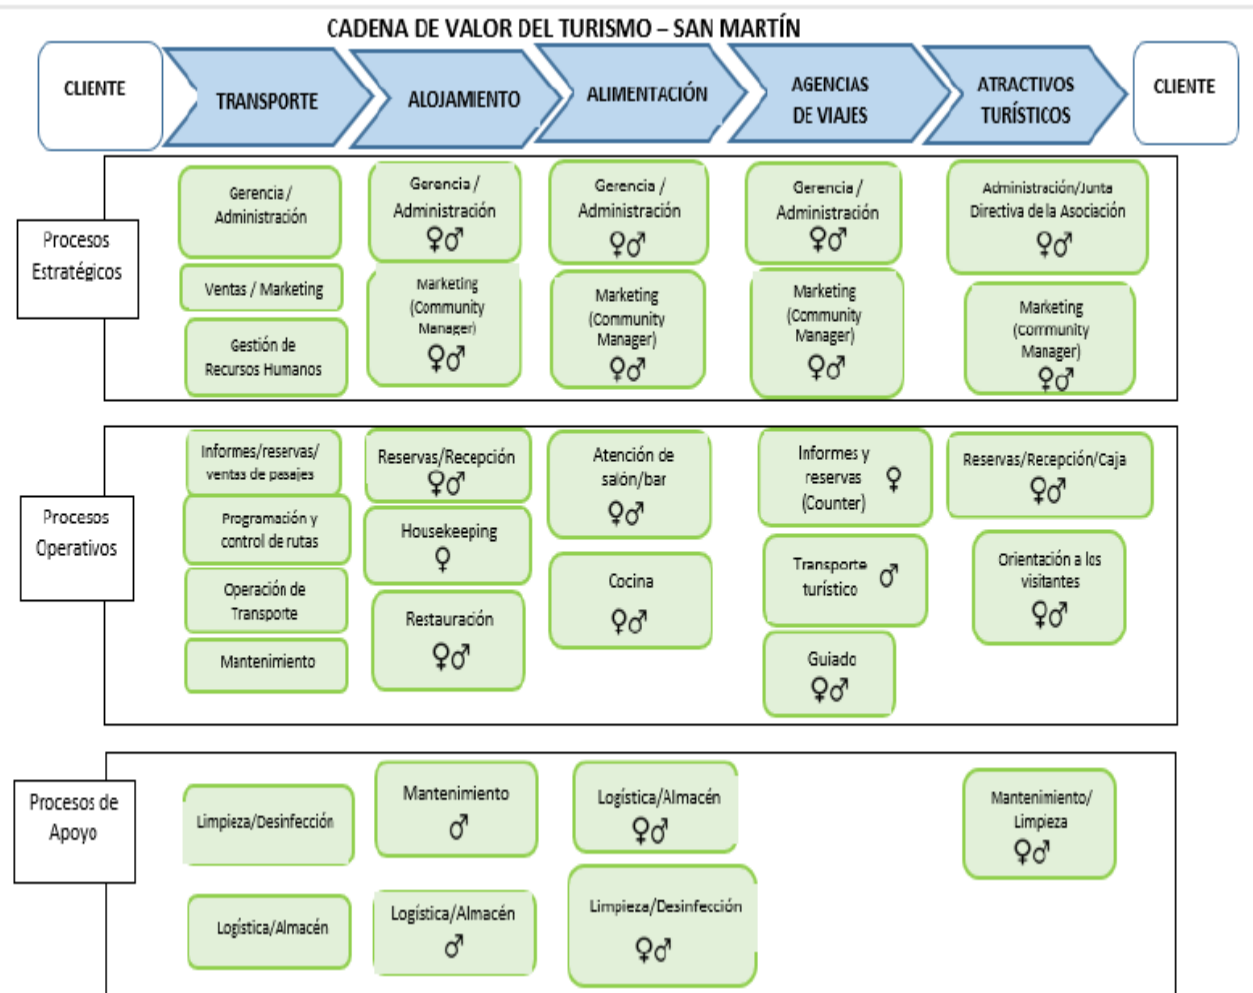 CADENA DE VALOR DEL TURISMO – SAN MARTÍN
CLIENTE
TRANSPORTE
ALOJAMIENTO
ALIMENTACIÓN
AGENCIAS
DE VIAJES
ATRACTIVOS
TURÍSTICOS
CLIENTE
Procesos
Estratégicos
Gerencia /
Administración
Ventas / Marketing
Gestión de
Recursos Humanos
Gerencia /
Administración
♀♂
Marketing
(Community
Manager)
♀♂
Gerencia /
Administración
♀♂
Marketing
(Community
Manager)
♀♂
Gerencia /
Administración
♀♂
Marketing
(Community
Manager)
♀♂
Administración/Junta
Directiva de la Asociación
♀♂
Marketing
(Community
Manager)
♀♂
Procesos
Operativos
Informes/reservas/
ventas de pasajes
Programación y
control de rutas
Operación de
Transporte
Mantenimiento
Reservas/Recepción
♀♂
Housekeeping
♀
Restauración
♀♂
Atención de
salón/bar
♀♂
Cocina
♀♂
Informes y
reservas ♀
(Counter)
Transporte ♂
turístico
Guiado
♀♂
Reservas/Recepción/Caja
♀♂
Orientación a los
visitantes
♀♂
Procesos de
Apoyo
Limpieza/Desinfección
Logística/Almacén
Mantenimiento
♂
Logística/Almacén
♂
Logística/Almacén
♀♂
Limpieza/Desinfección
♀♂
Mantenimiento/
Limpieza
♀♂